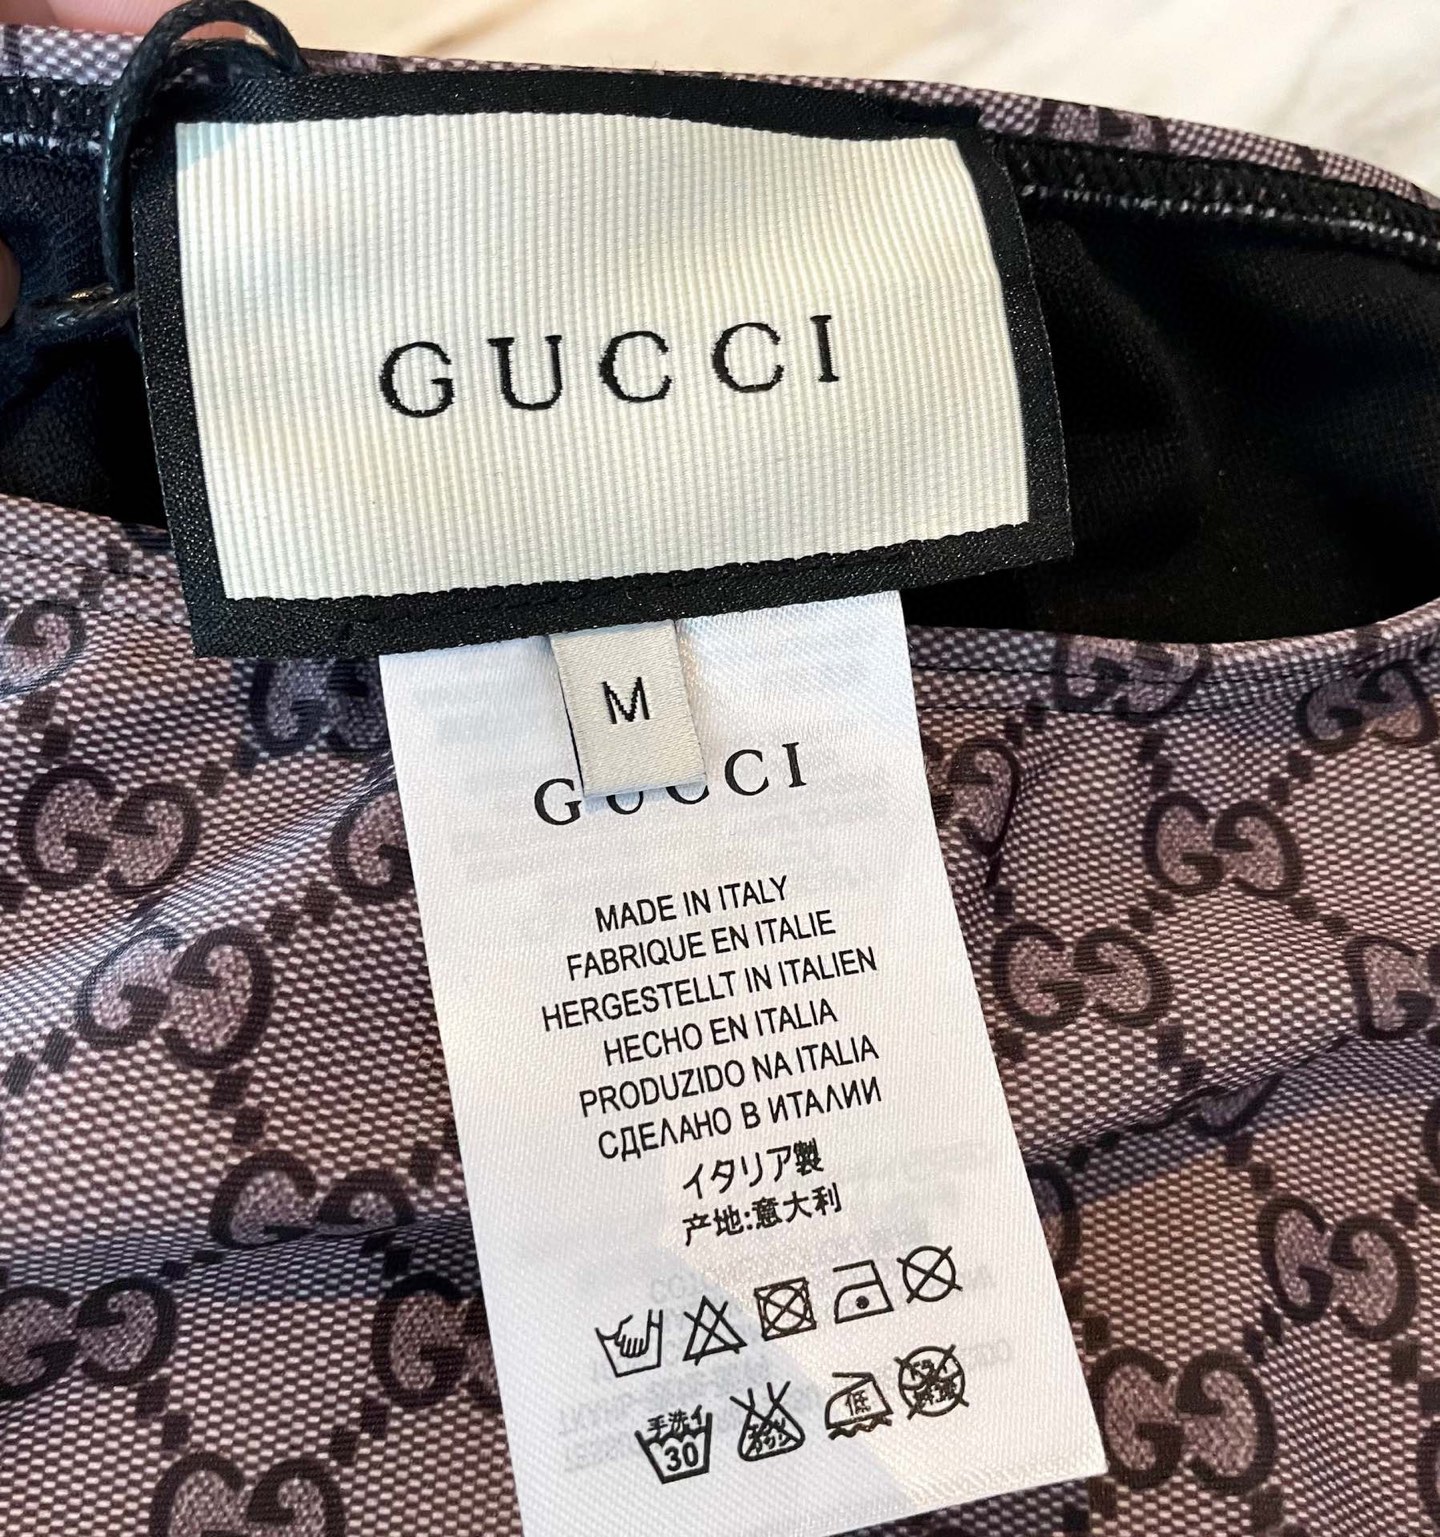 GUCCI
M
GUCCI
MADE IN ITALY
FABRIQUE EN ITALIE
HERGESTELLT IN ITALIEN
HECHO EN ITALIA
PRODUZIDO NA ITALIA
СДЕЛАНО В ИТАЛИИ
イタリア製
产地:意大利
手洗イ
30
低